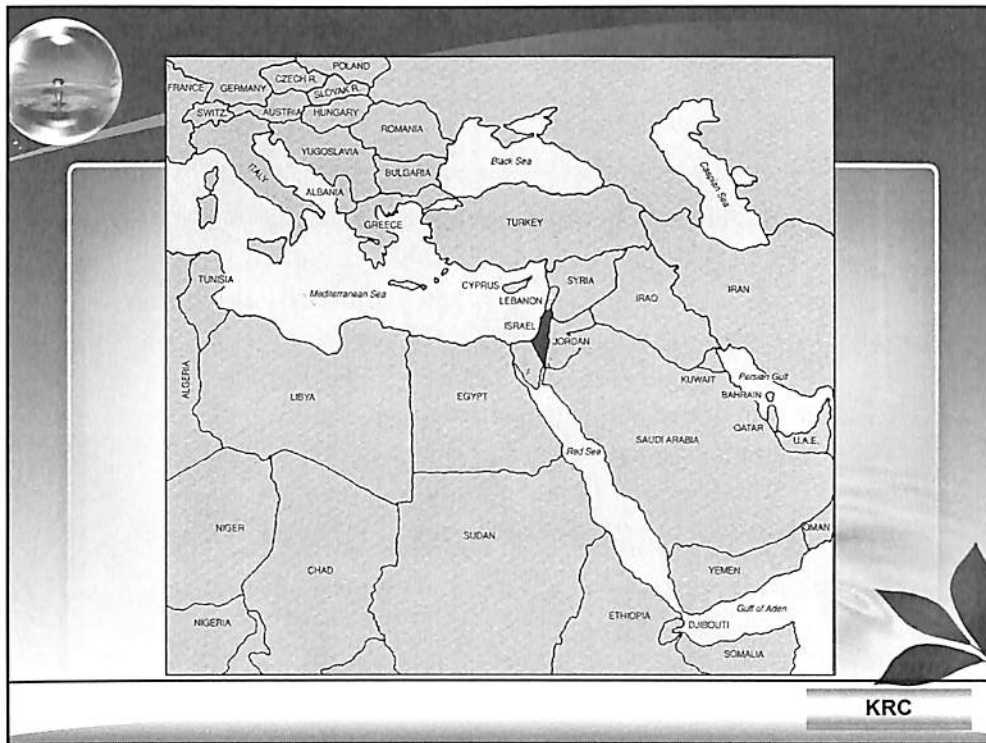 POLAND
CZECH R.
FRANCE
GERMANY
SLOVAK R.
SWITZ.
AUSTRIA
HUNGARY
ROMANIA
YUGOSLAVIA
Black Sea
Caspian Sea
ITALY
BULGARIA
ALBANIA
GREECE
TURKEY
TUNISIA
Mediterranean Sea
CYPRUS
SYRIA
LEBANON
IRAQ
IRAN
ISRAEL
JORDAN
ALGERIA
LIBYA
EGYPT
KUWAIT
Persian Gulf
BAHRAIN
QATAR
U.A.E.
SAUDI ARABIA
Red Sea
NIGER
SUDAN
OMAN
CHAD
YEMEN
NIGERIA
ETHIOPIA
Gulf of Aden
DJIBOUTI
SOMALIA
KRC